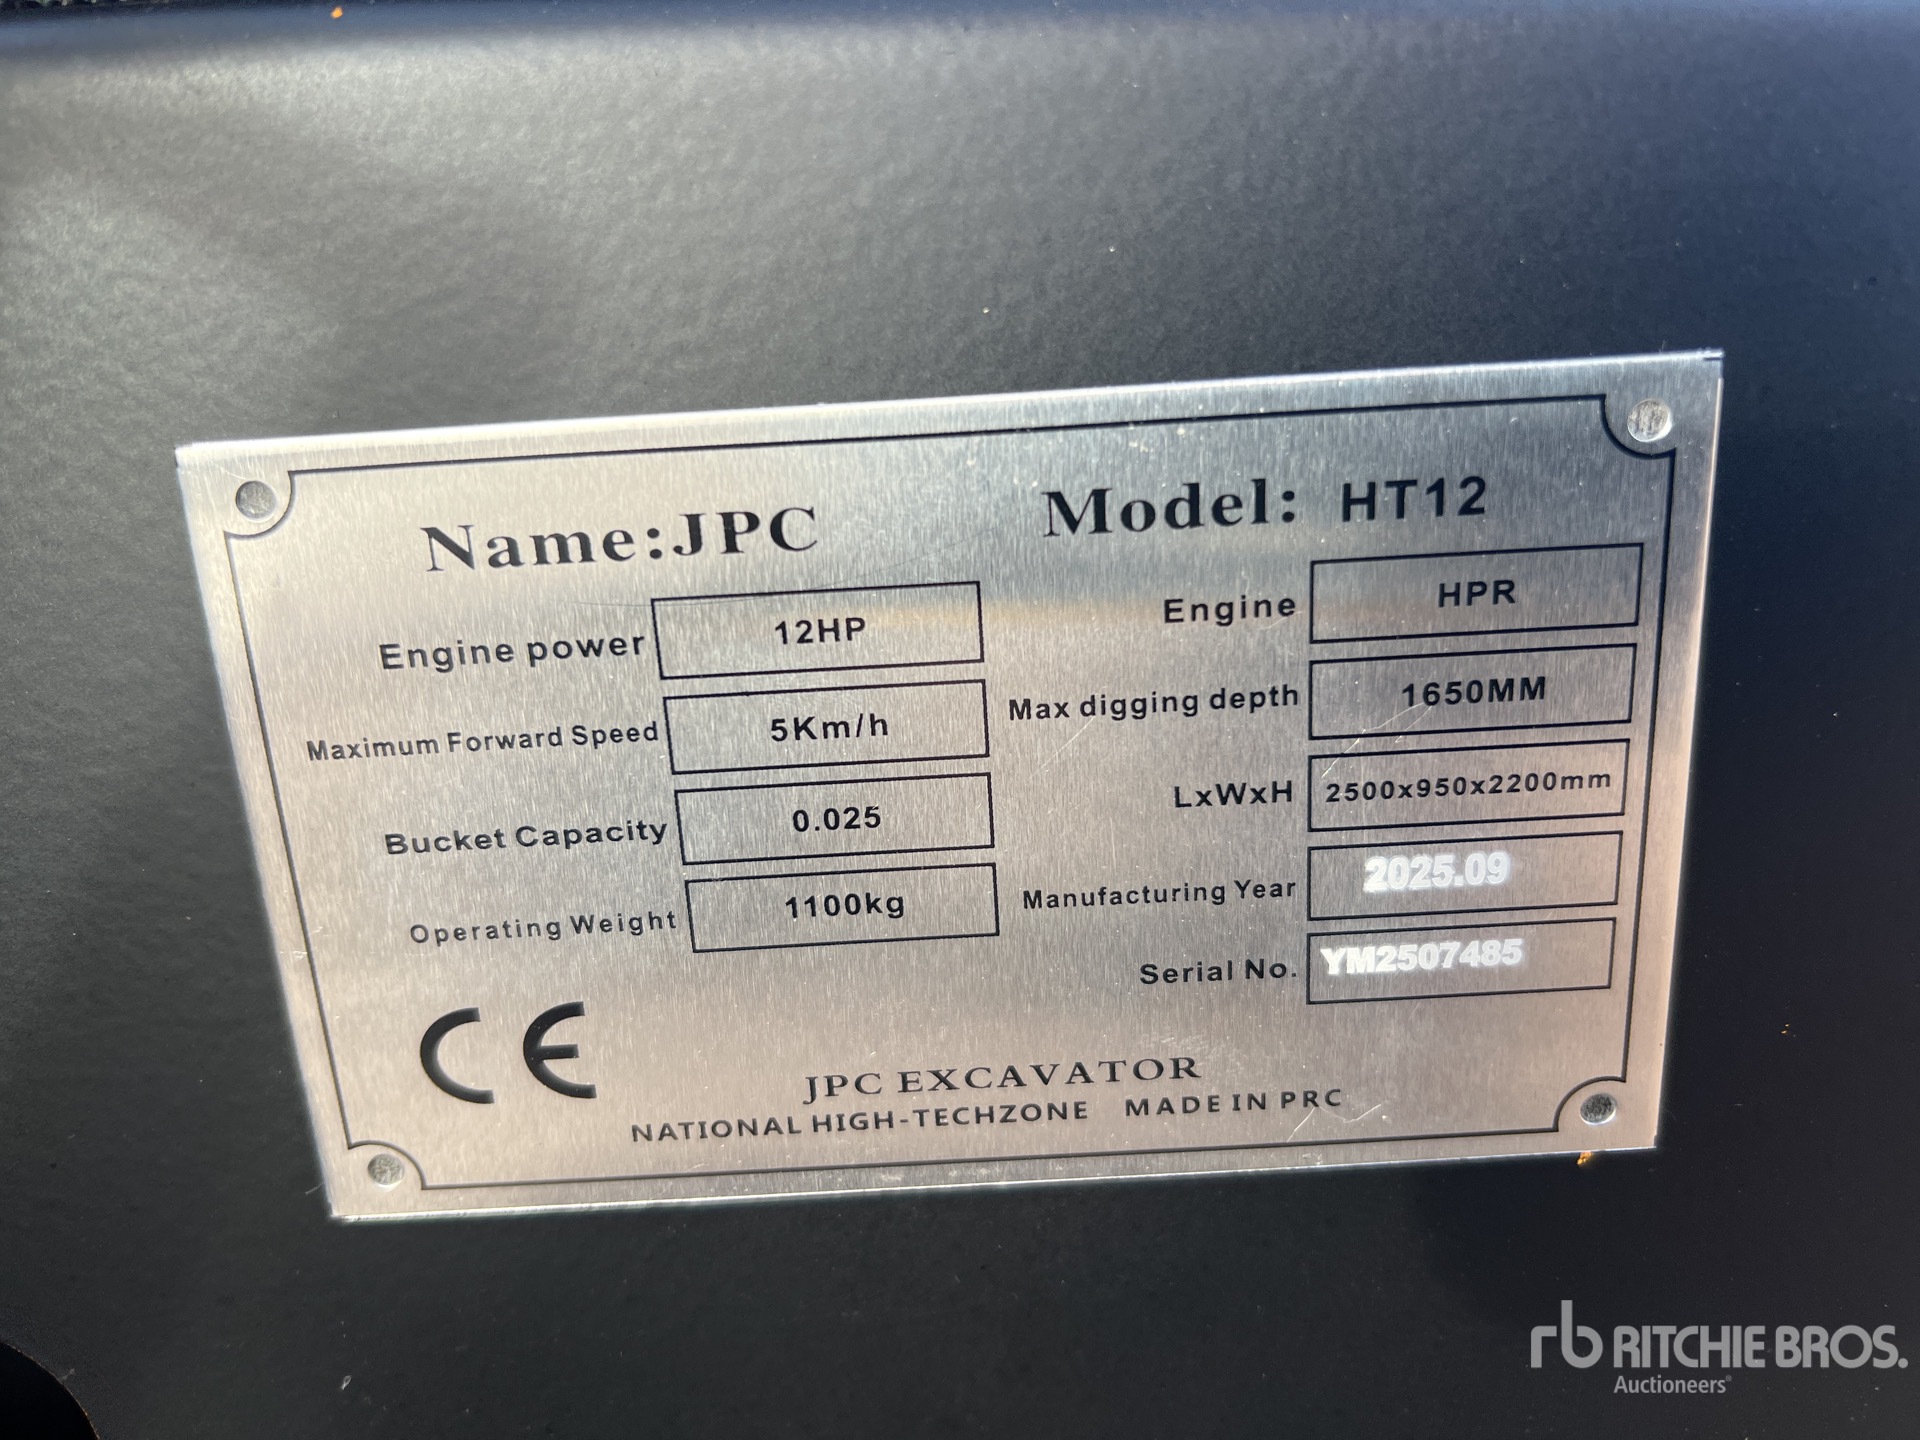 Name:JPC Model: HT12
Engine power 12HP Engine HPR
Maximum Forward Speed 5Km/h Max digging depth 1650MM
Bucket Capacity 0.025 LxWxH 2500x950x2200mm
Operating Weight 1100kg Manufacturing Year 2025.09
Serial No. YM2507485
CE
JPC EXCAVATOR
NATIONAL HIGH-TECHZONE MADE IN PRC
rb RITCHIE BROS.
Auctioneers®